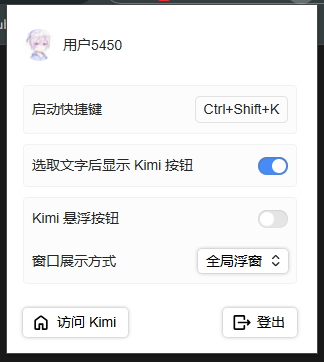 用户5450
启动快捷键 Ctrl+Shift+K
选取文字后显示 Kimi 按钮
Kimi 悬浮按钮
窗口展示方式 全局浮窗
访问 Kimi 登出